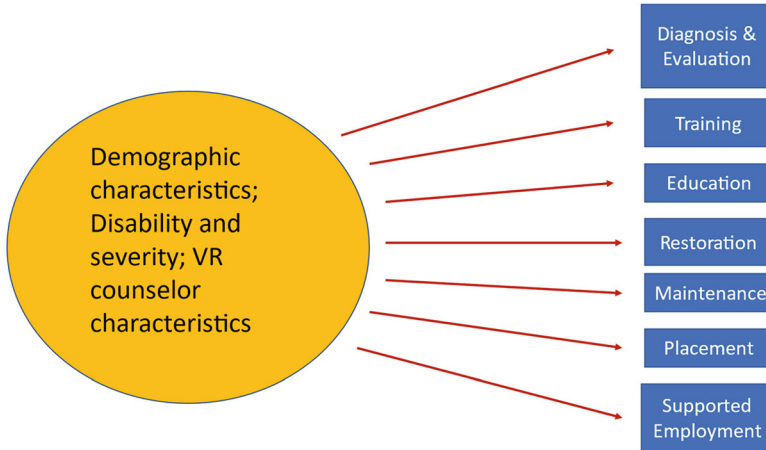 Demographic
characteristics;
Disability and
severity; VR
counselor
characteristics
Diagnosis &
Evaluation
Training
Education
Restoration
Maintenance
Placement
Supported
Employment